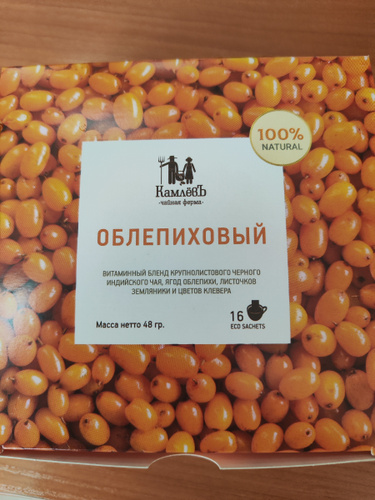 100%
NATURAL
КАМЛЁВЪ
•чайная ферма•
ОБЛЕПИХОВЫЙ
ВИТАМИННЫЙ БЛЕНД КРУПНОЛИСТОВОГО ЧЕРНОГО
ИНДИЙСКОГО ЧАЯ, ЯГОД ОБЛЕПИХИ, ЛИСТОЧКОВ
ЗЕМЛЯНИКИ И ЦВЕТОВ КЛЕВЕРА
Масса нетто 48 гр.
16
ECO SACHETS